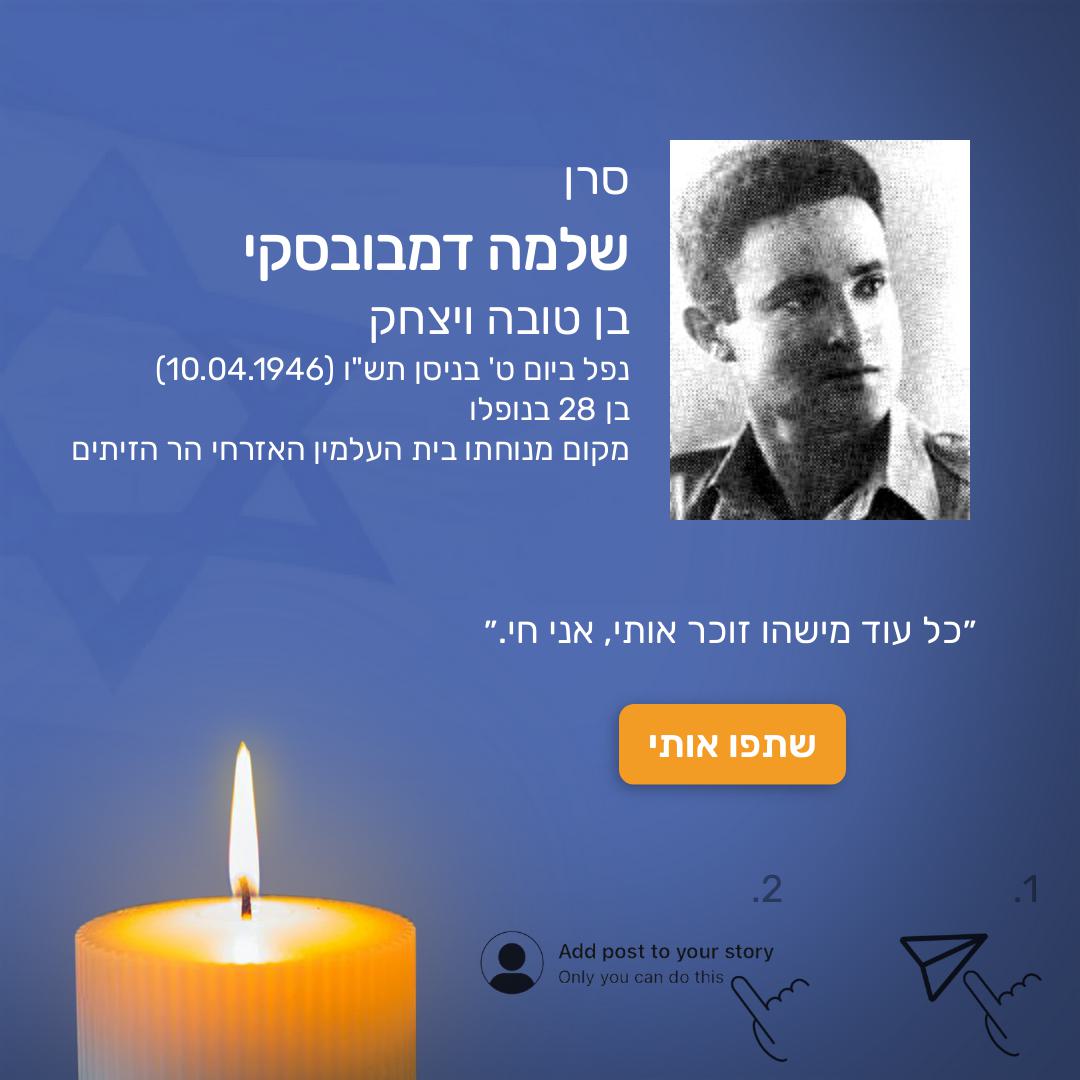 סרן
שלמה דמבובסקי
בן טובה ויצחק
נפל ביום ט' בניסן תש"ו (10.04.1946)
בן 28 בנופלו
מקום מנוחתו בית העלמין האזרחי הר הזיתים
״כל עוד מישהו זוכר אותי, אני חי.״
שתפו אותי
1.
2.
Add post to your story
Only you can do this